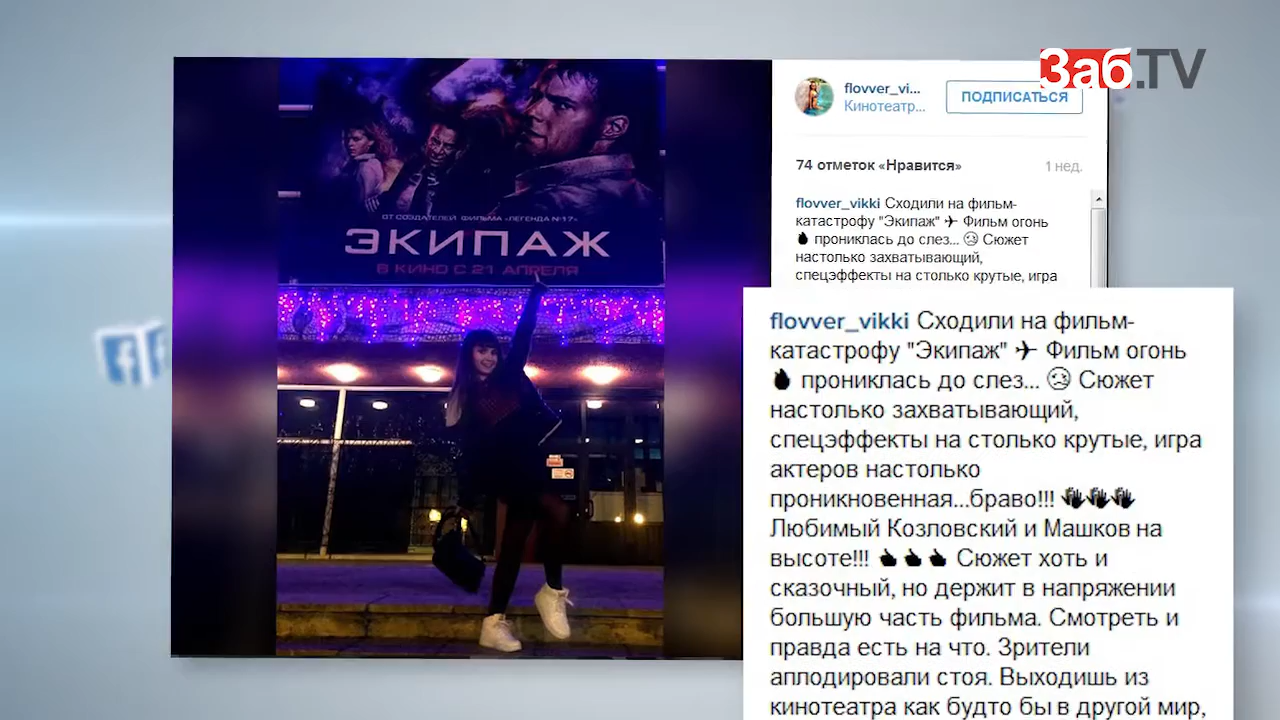 Заб.TV
flovver_vi...
Кинотеатр...
ПОДПИСАТЬСЯ
74 отметок «Нравится»
1 нед.
flovver_vikki Сходили на фильм-
катастрофу "Экипаж" ✈ Фильм огонь
🔥 прониклась до слез... 😥 Сюжет
настолько захватывающий,
спецэффекты на столько крутые, игра
ОТ СОЗДАТЕЛЕЙ ФИЛЬМА «ЛЕГЕНДА №17»
ЭКИПАЖ
В КИНО С 21 АПРЕЛЯ
flovver_vikki Сходили на фильм-
катастрофу "Экипаж" ✈ Фильм огонь
🔥 прониклась до слез... 😥 Сюжет
настолько захватывающий,
спецэффекты на столько крутые, игра
актеров настолько
проникновенная...браво!!! 👏👏👏
Любимый Козловский и Машков на
высоте!!! 👍👍👍 Сюжет хоть и
сказочный, но держит в напряжении
большую часть фильма. Смотреть и
правда есть на что. Зрители
аплодировали стоя. Выходишь из
кинотеатра как будто бы в другой мир,